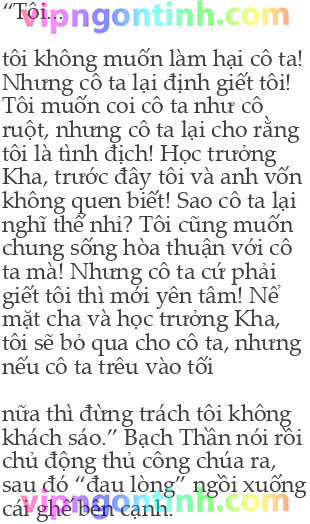 vipngontinh.com
“Tôi...
tôi không muốn làm hại cô ta!
Nhưng cô ta lại định giết tôi!
Tôi muốn coi cô ta như cô
ruột, nhưng cô ta lại cho rằng
tôi là tình địch! Học trưởng
Kha, trước đây tôi và anh vốn
không quen biết! Sao cô ta lại
nghĩ thế nhỉ? Tôi cũng muốn
chung sống hòa thuận với cô
ta mà! Nhưng cô ta cứ phải
giết tôi thì mới yên tâm! Nể
mặt cha và học trưởng Kha,
tôi sẽ bỏ qua cho cô ta, nhưng
nếu cô ta trêu vào tối
nữa thì đừng trách tôi không
khách sáo.” Bạch Thần nói rồi
chủ động thủ công chúa ra,
sau đó “đau lòng” ngồi xuống
cái ghế bên cạnh.
vipngontinh.com